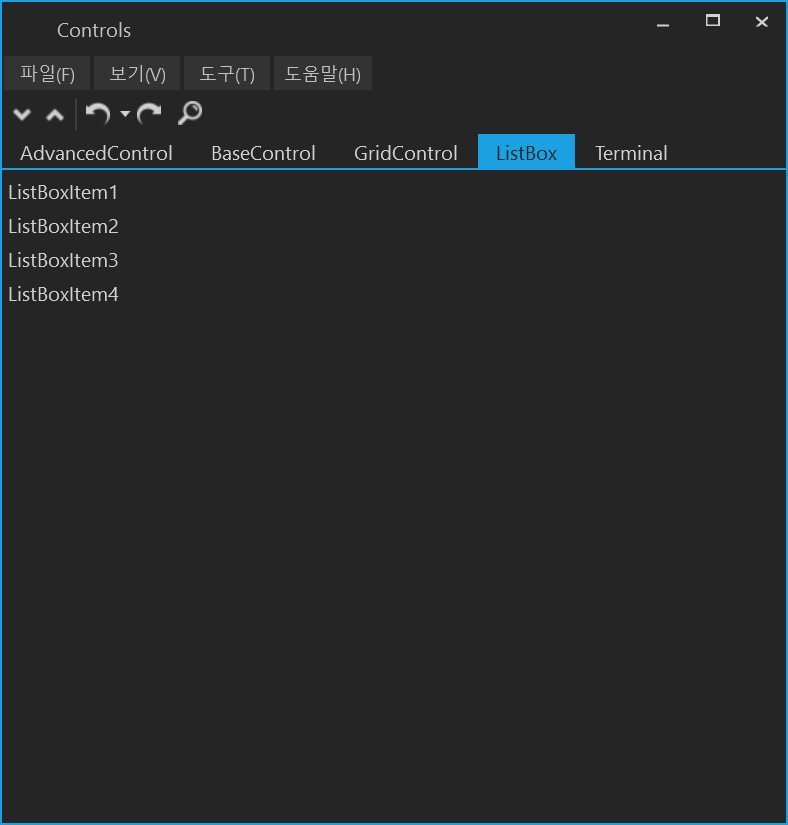 Controls
파일(F) 보기(V) 도구(T) 도움말(H)
AdvancedControl BaseControl GridControl ListBox Terminal
ListBoxItem1
ListBoxItem2
ListBoxItem3
ListBoxItem4